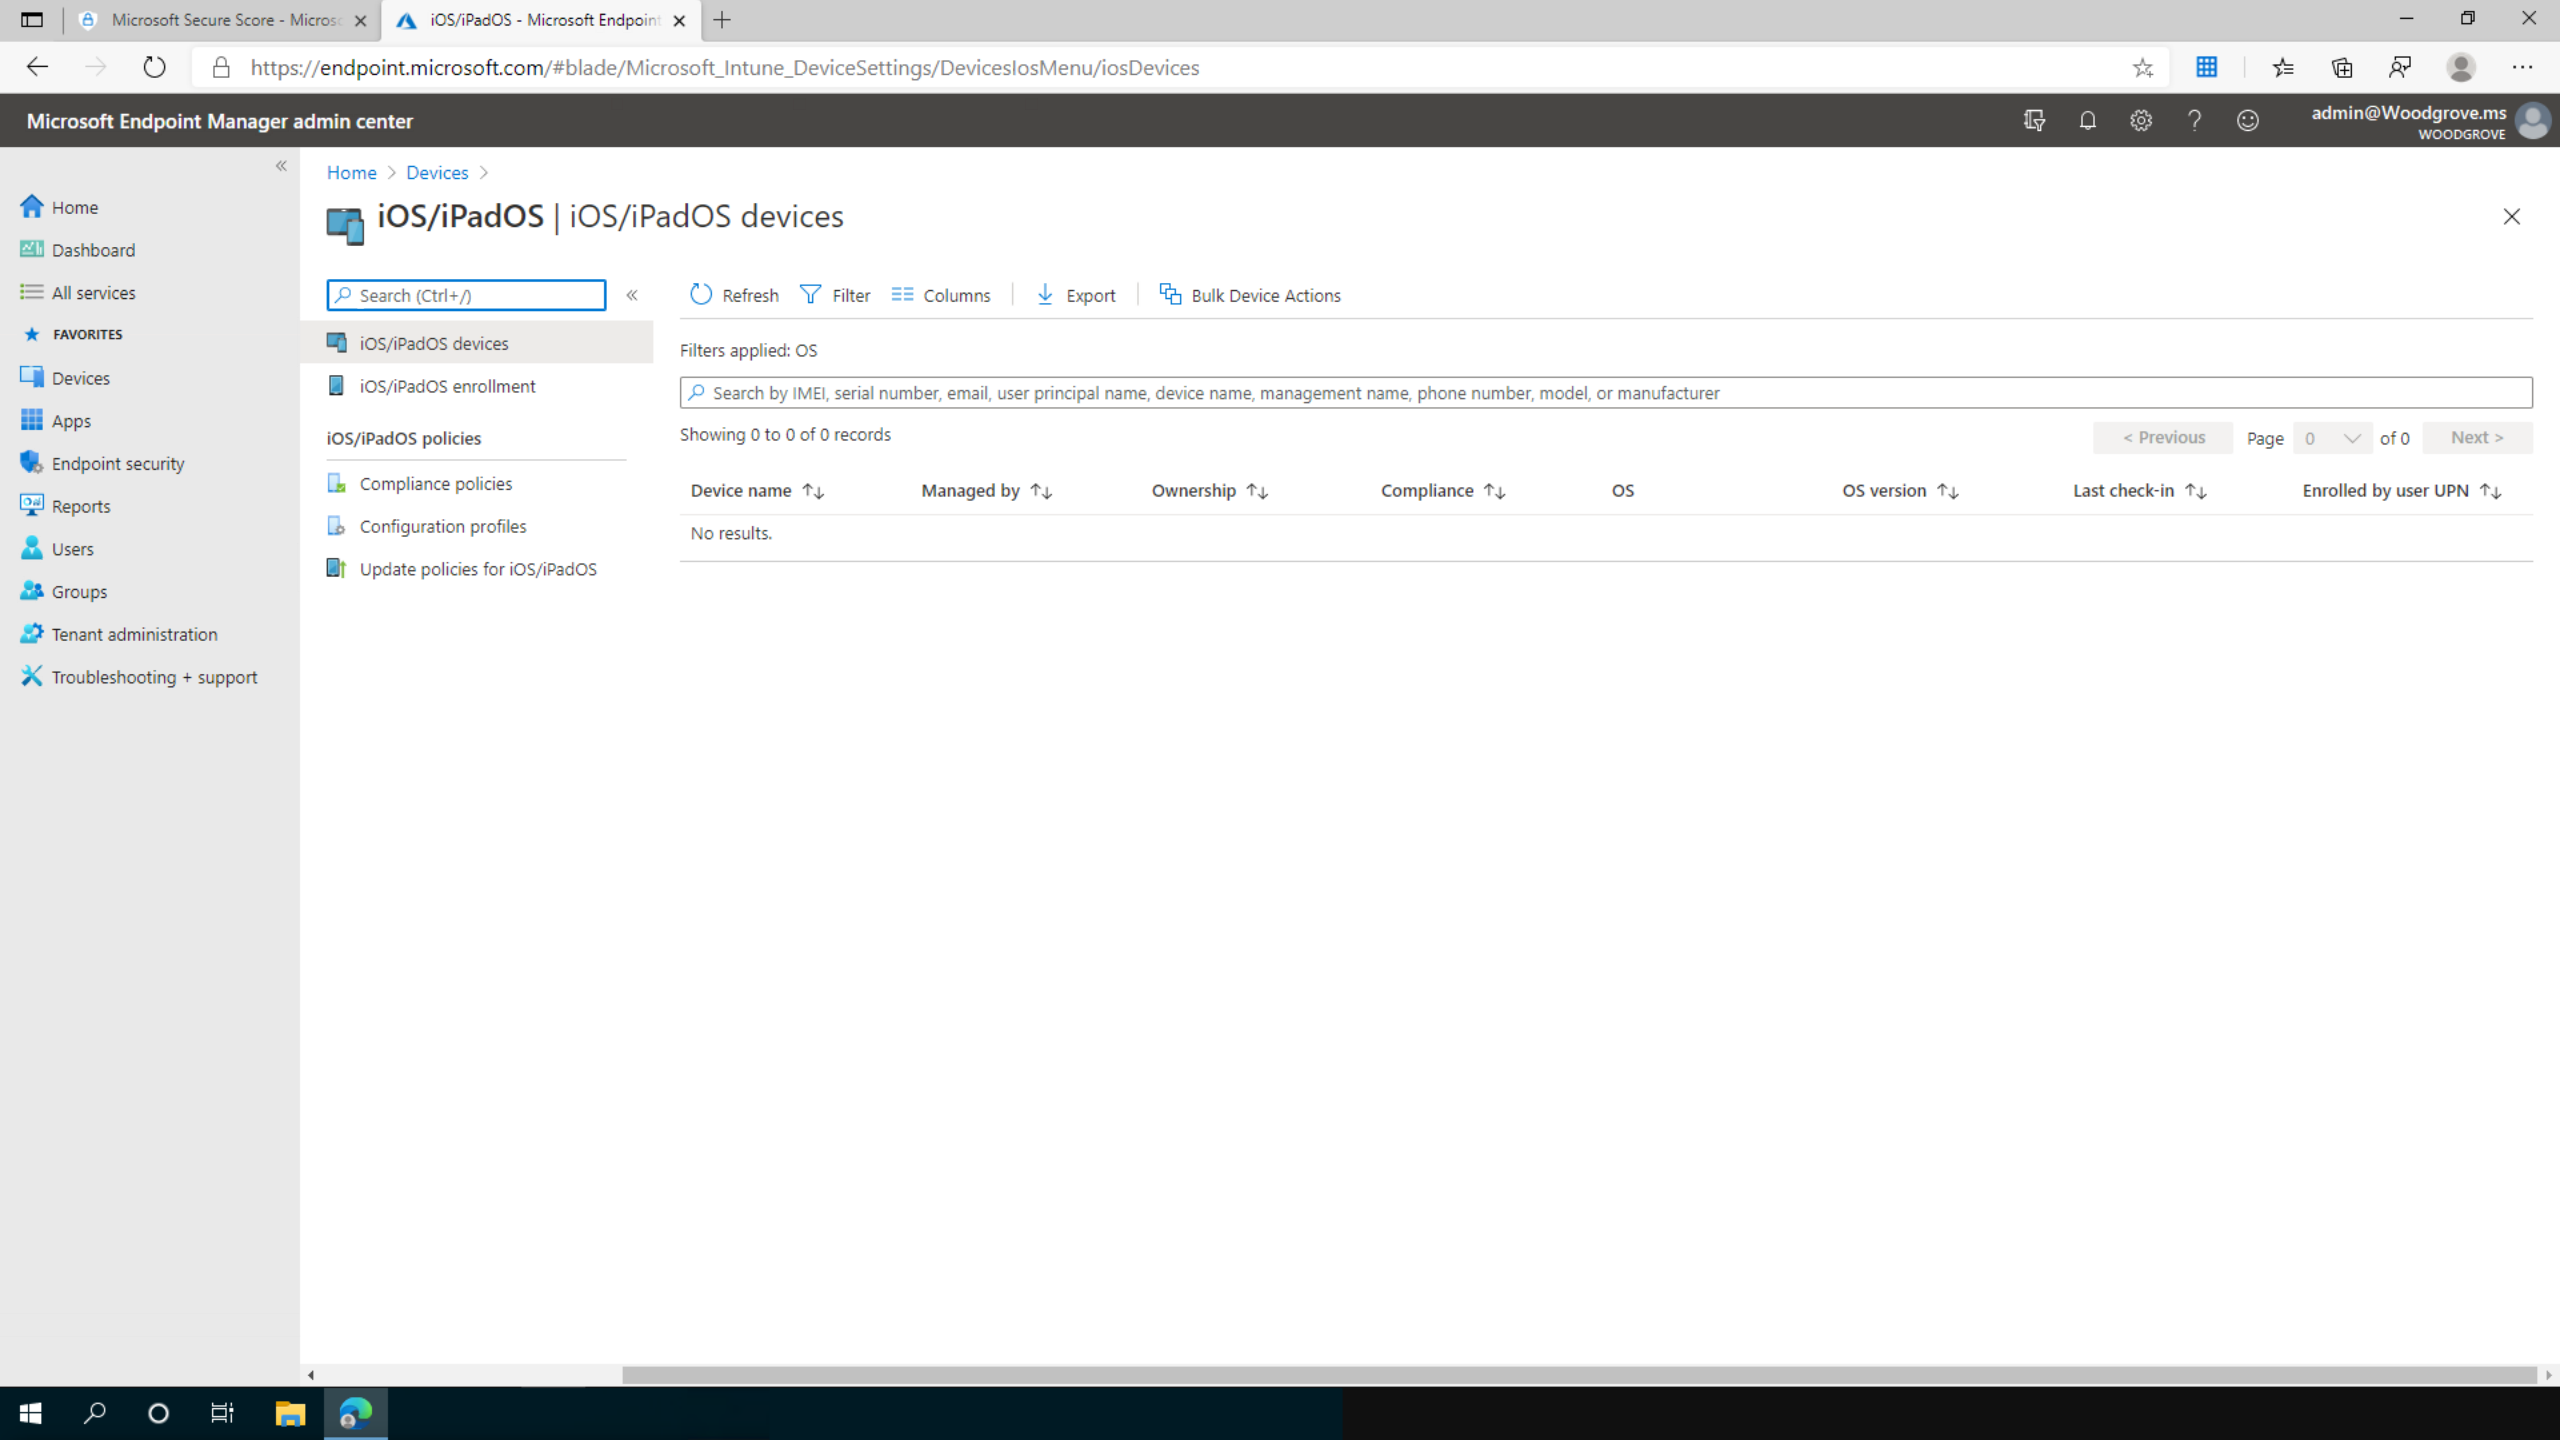 Microsoft Secure Score - Micros
iOS/iPadOS - Microsoft Endpoint
https://endpoint.microsoft.com/#blade/Microsoft_Intune_DeviceSettings/DevicesIosMenu/iosDevices
Microsoft Endpoint Manager admin center
admin@Woodgrove.ms
WOODGROVE
Home
Dashboard
All services
FAVORITES
Devices
Apps
Endpoint security
Reports
Users
Groups
Tenant administration
Troubleshooting + support
Home > Devices >
iOS/iPadOS | iOS/iPadOS devices
Search (Ctrl+/)
iOS/iPadOS devices
iOS/iPadOS enrollment
iOS/iPadOS policies
Compliance policies
Configuration profiles
Update policies for iOS/iPadOS
Refresh Filter Columns Export Bulk Device Actions
Filters applied: OS
Search by IMEI, serial number, email, user principal name, device name, management name, phone number, model, or manufacturer
Showing 0 to 0 of 0 records
< Previous Page 0 of 0 Next >
Device name Managed by Ownership Compliance OS OS version Last check-in Enrolled by user UPN
No results.